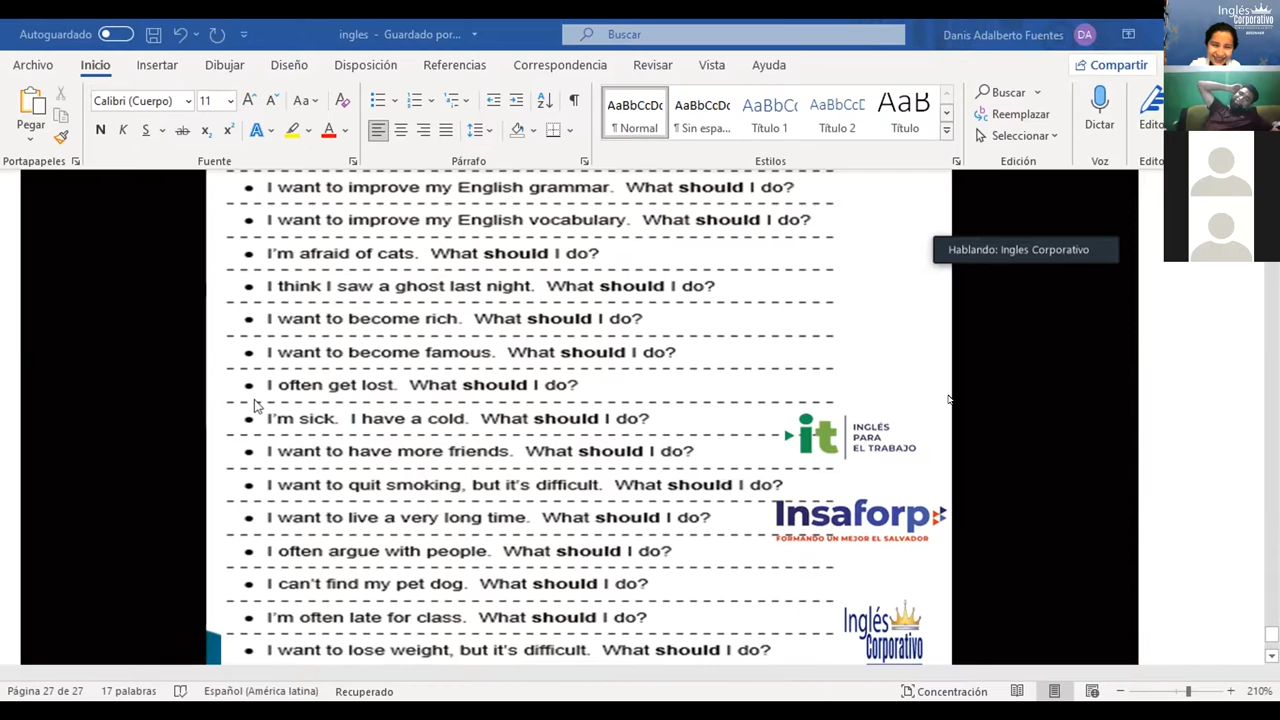 Autoguardado
ingles - Guardado por...
Buscar
Danis Adalberto Fuentes
DA
Inglés
Corporativo
Archivo Inicio Insertar Dibujar Diseño Disposición Referencias orrespondencia Revisar Vista Ayuda
Compartir
Pegar
Calibri (Cuerpo) 11
Portapapeles
Fuente
Párrafo
AaBbCcDc
¶ Normal
AaBbCcDc
¶ Sin espa...
AaBbCc
Título 1
AaBbCcD
Título 2
AaB
Título
Estilos
Buscar
Reemplazar
Seleccionar
Edición
Dictar
Voz
Edito
Edito
I want to improve my English grammar. What should I do?
I want to improve my English vocabulary. What should I do?
I'm afraid of cats. What should I do?
I think I saw a ghost last night. What should I do?
I want to become rich. What should I do?
I want to become famous. What should I do?
I often get lost. What should I do?
I'm sick. I have a cold. What should I do?
I want to have more friends. What should I do?
I want to quit smoking, but it's difficult. What should I do?
I want to live a very long time. What should I do?
I often argue with people. What should I do?
I can't find my pet dog. What should I do?
I'm often late for class. What should I do?
I want to lose weight, but it's difficult. What should I do?
Hablando: Ingles Corporativo
it
INGLÉS
PARA
EL TRABAJO
Insaforp
FORMANDO UN MEJOR EL SALVADOR
Inglés
Corporativo
Página 27 de 27 17 palabras Español (América latina) Recuperado
Concentración
210%